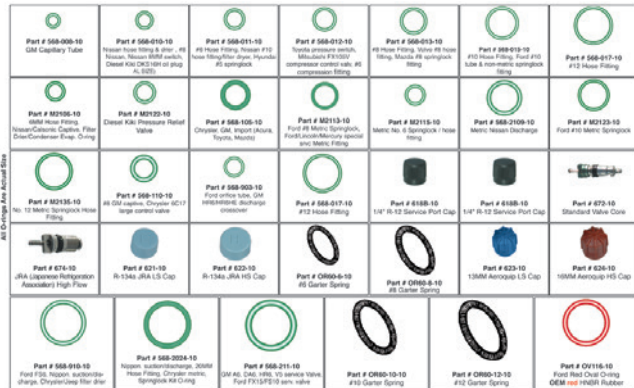 All O-rings Are Actual Size
Part # 568-008-10
GM Capillary Tube
Part # 568-010-10
Nissan hose fitting & drier , #8
Nissan, Nissan 6MM switch,
Diesel Kiki DKS16H oil plug
Part # 568-011-10
#6 Hose Fitting, Nissan #10
hose fitting/filter dryer, Hyundai
#6 springlock
Part # 568-012-10
Toyota pressure switch,
Mitsubishi FX105V
compressor control valv, #6
compression fitting
Part # 568-013-10
#8 Hose Fitting, Valve #8 hose
fitting, Mazda #8 springlock
fitting
#10 Hose Fitting, Ford #10
tube & non-metric springlock
fitting
Part # 568-017-10
#12 Hose Fitting
Part # M2106-10
6MM Hose Fitting,
Nissan/Calsonic Captive, Filter
Drier/Condenser Evap. O-ring
Part # M2122-10
Diesel Kiki Pressure Relief
Valve
Part # 568-105-10
Chrysler, GM, Import (Acura,
Toyota, Mazda)
Part # M2113-10
Ford #8 Metric Springlock,
Ford/Lincoln/Mercury special
Metric Fitting
Part # M2115-10
Metric No. 6 Springlock / hose
fitting
Part # 568-2109-10
Metric Nissan Discharge
Part # M2123-10
Ford #10 Metric Springlock
Part # M2135-10
No. 12 Metric Springlock Hose
Fitting
Part # 568-110-10
#6 GM captive, Chrysler 6C17
large control valve
Part # 568-903-10
Ford orifice tube, GM
HR6/HR6HE discharge
crossover
Part # 568-017-10
#12 Hose Fitting
Part # 618B-10
1/4" R-12 Service Port Cap
Part # 618B-10
1/4" R-12 Service Port Cap
Part # 672-10
Standard Valve Core
Part # 674-10
JRA (Japanese Refrigeration
Association) High Flow
Part # 621-10
R-134a JRA LS Cap
Part # 622-10
R-134a JRA HS Cap
Part # OR60-6-10
#6 Garter Spring
Part # OR60-8-10
#8 Garter Spring
Part # 623-10
13MM Aeroquip LS Cap
Part # 624-10
16MM Aeroquip HS Cap
Part # 568-910-10
Ford FS6, Nippon. suction/dis-
charge, Chrysler/Jeep filter drier
Part # 568-2024-10
Nippon. suction/discharge, 20MM
Hose Fitting, Chrysler metric,
Springlock Kit O-ring
Part # 568-211-10
GM A6, DA6, HR6, V5 service Valve,
Ford FX15/FS10 serv. valve
Part # OR60-10-10
#10 Garter Spring
Part # OR60-12-10
#12 Garter Spring
Part # OV116-10
Ford Red Oval O-ring
OEM red HNBR Rubber